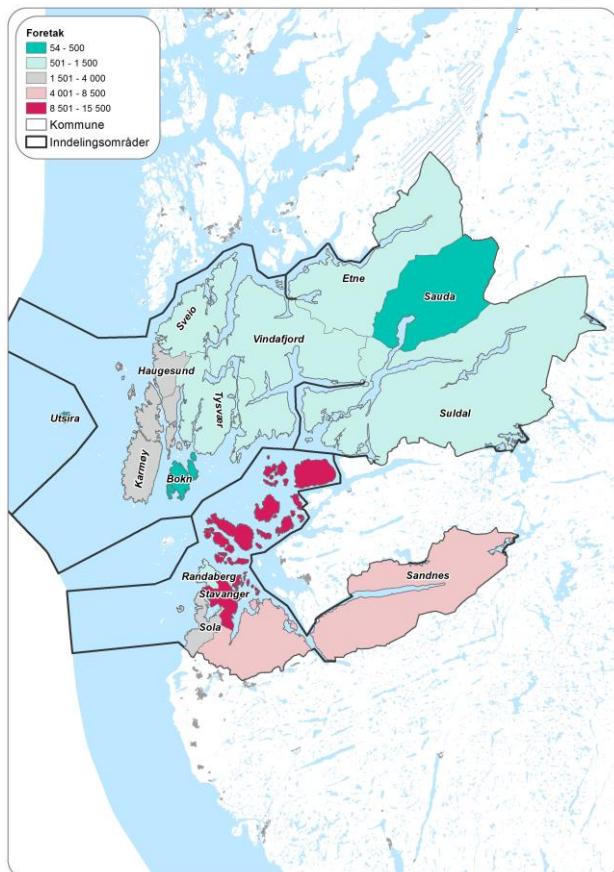 Foretak
54 - 500
501 - 1 500
1 501 - 4 000
4 001 - 8 500
8 501 - 15 500
Kommune
Inndelingsområder
Etne
Sauda
Sveio
Vindafjord
Haugesund
Utsira
Tysvær
Suldal
Karmøy
Bokn
Randaberg
Sandnes
Stavanger
Sola